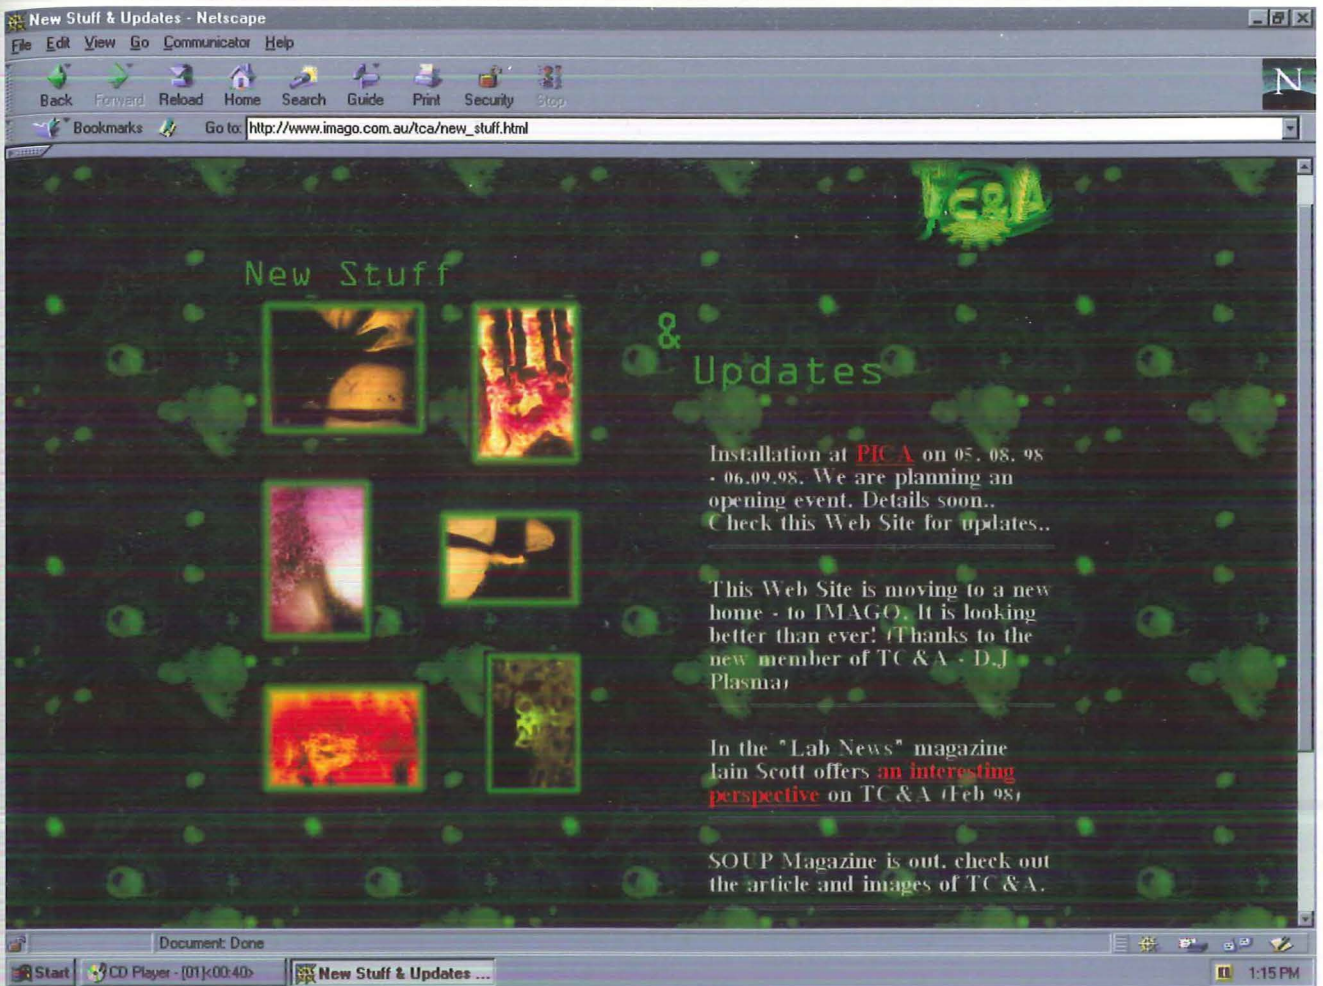 New Stuff & Updates - Netscape
File Edit View Go Communicator Help
Back Forward Reload Home Search Guide Print Security Stop
N
Bookmarks Go to: http://www.imago.com.au/tca/new_stuff.html
TC&A
New Stuff
&
Updates
Installation at PICA on 05. 08. 98
- 06.09.98. We are planning an
opening event. Details soon..
Check this Web Site for updates..
This Web Site is moving to a new
home - to IMAGO. It is looking
better than ever! (Thanks to the
new member of TC&A - D.J
Plasma)
In the "Lab News" magazine
Iain Scott offers an interesting
perspective on TC&A (Feb 98)
SOUP Magazine is out. check out
the article and images of TC&A.
Document: Done
Start CD Player - [01]<00:40> New Stuff & Updates ... 1:15 PM